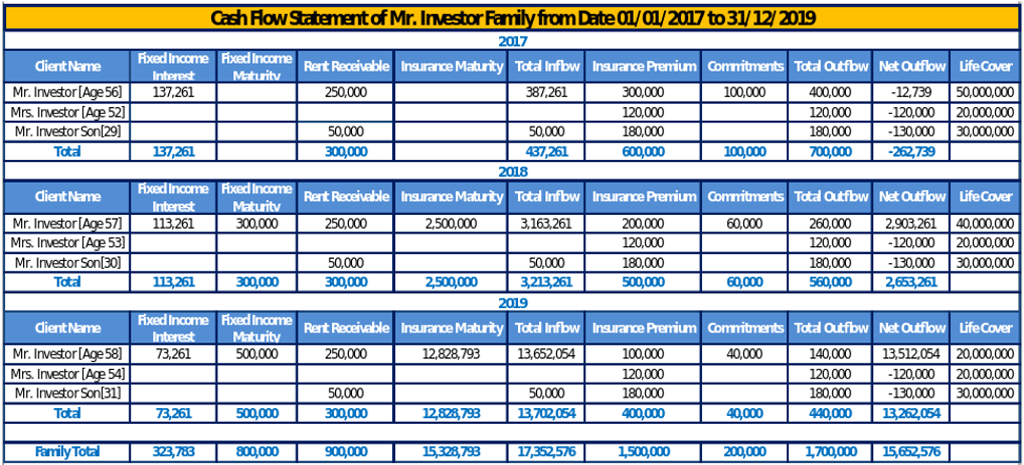 Cash Flow Statement of Mr. Investor Family from Date 01/01/2017 to 31/12/2019
2017
Client Name Fixed Income Interest Fixed Income Maturity Rent Receivable Insurance Maturity Total Inflow Insurance Premium Commitments Total Outflow Net Outflow Life Cover
Mr. Investor [Age 56] 137,261 250,000 387,261 300,000 100,000 400,000 -12,739 50,000,000
Mrs. Investor [Age 52] 120,000 120,000 -120,000 20,000,000
Mr. Investor Son[29] 50,000 50,000 180,000 180,000 -130,000 30,000,000
Total 137,261 300,000 437,261 600,000 100,000 700,000 -262,739
2018
Client Name Fixed Income Interest Fixed Income Maturity Rent Receivable Insurance Maturity Total Inflow Insurance Premium Commitments Total Outflow Net Outflow Life Cover
Mr. Investor [Age 57] 113,261 300,000 250,000 2,500,000 3,163,261 200,000 60,000 260,000 2,903,261 40,000,000
Mrs. Investor [Age 53] 120,000 120,000 -120,000 20,000,000
Mr. Investor Son[30] 50,000 50,000 180,000 180,000 -130,000 30,000,000
Total 113,261 300,000 300,000 2,500,000 3,213,261 500,000 60,000 560,000 2,653,261
2019
Client Name Fixed Income Interest Fixed Income Maturity Rent Receivable Insurance Maturity Total Inflow Insurance Premium Commitments Total Outflow Net Outflow Life Cover
Mr. Investor [Age 58] 73,261 500,000 250,000 12,828,793 13,652,054 100,000 40,000 140,000 13,512,054 20,000,000
Mrs. Investor [Age 54] 120,000 120,000 -120,000 20,000,000
Mr. Investor Son[31] 50,000 50,000 180,000 180,000 -130,000 30,000,000
Total 73,261 500,000 300,000 12,828,793 13,702,054 400,000 40,000 440,000 13,262,054
Family Total 323,783 800,000 900,000 15,328,793 17,352,576 1,500,000 200,000 1,700,000 15,652,576